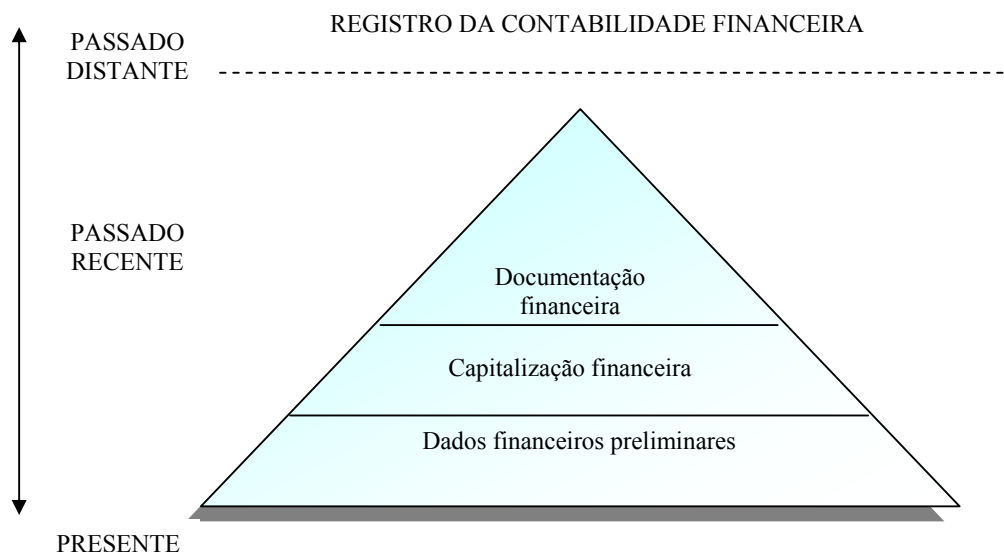 REGISTRO DA CONTABILIDADE FINANCEIRA
PASSADO
DISTANTE
PASSADO
RECENTE
Documentação
financeira
Capitalização financeira
Dados financeiros preliminares
PRESENTE